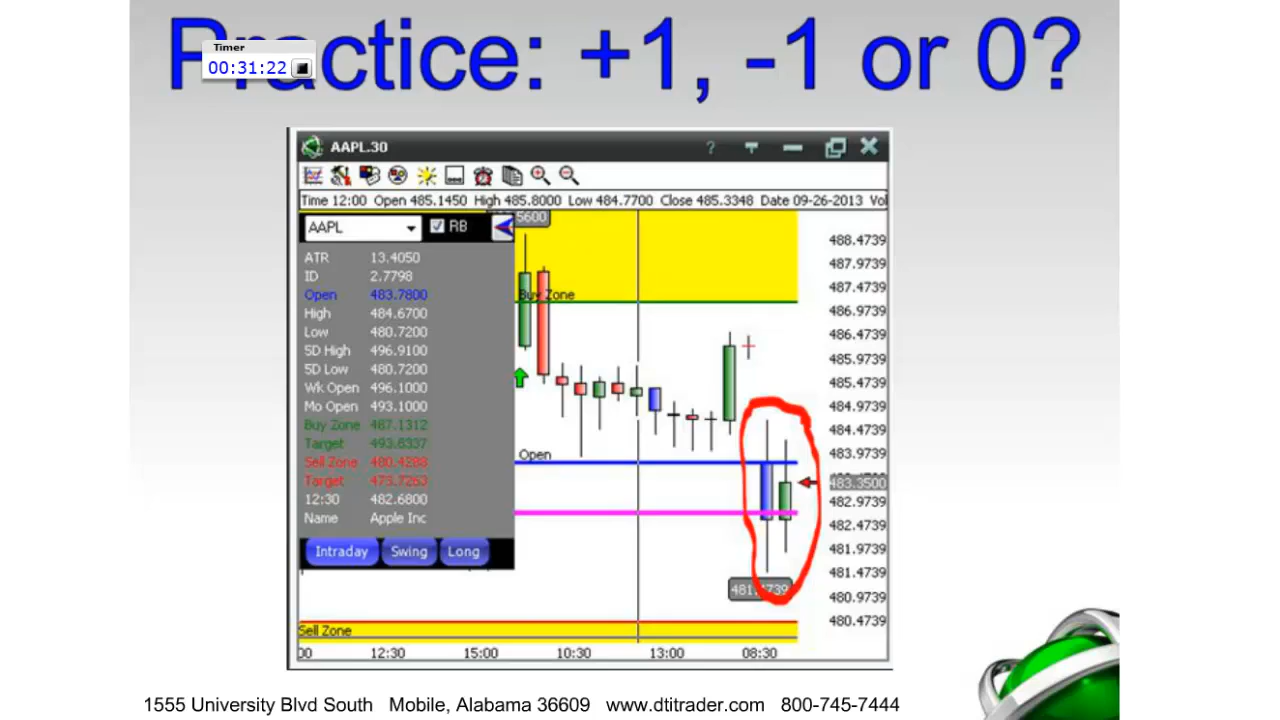 Practice: +1, -1 or 0?
Timer
00:31:22
AAPL.30
?
Time 12:00 Open 485.1450 High 485.8000 Low 484.7700 Close 485.3348 Date 09-26-2013 Vol
AAPL RB
5600
ATR 13.4050
ID 2.7798
Open 483.7800
High 484.6700
Low 480.7200
5D High 496.9100
5D Low 480.7200
Wk Open 496.1000
Mo Open 493.1000
Buy Zone 487.1312
Target 493.8337
Sell Zone 480.4288
Target 473.7263
12:30 482.6800
Name Apple Inc
Intraday Swing Long
Buy Zone
Open
Sell Zone
488.4739
487.9739
487.4739
486.9739
486.4739
485.9739
485.4739
484.9739
484.4739
483.9739
483.3500
482.9739
482.4739
481.9739
481.4739
480.9739
480.4739
00 12:30 15:00 10:30 13:00 08:30
1555 University Blvd South Mobile, Alabama 36609 www.dtitrader.com 800-745-7444